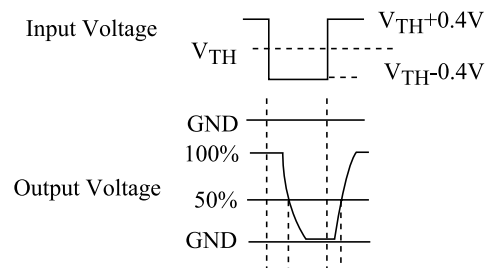 Input Voltage
V_TH+0.4V
V_TH
V_TH-0.4V
GND
100%
Output Voltage
50%
GND